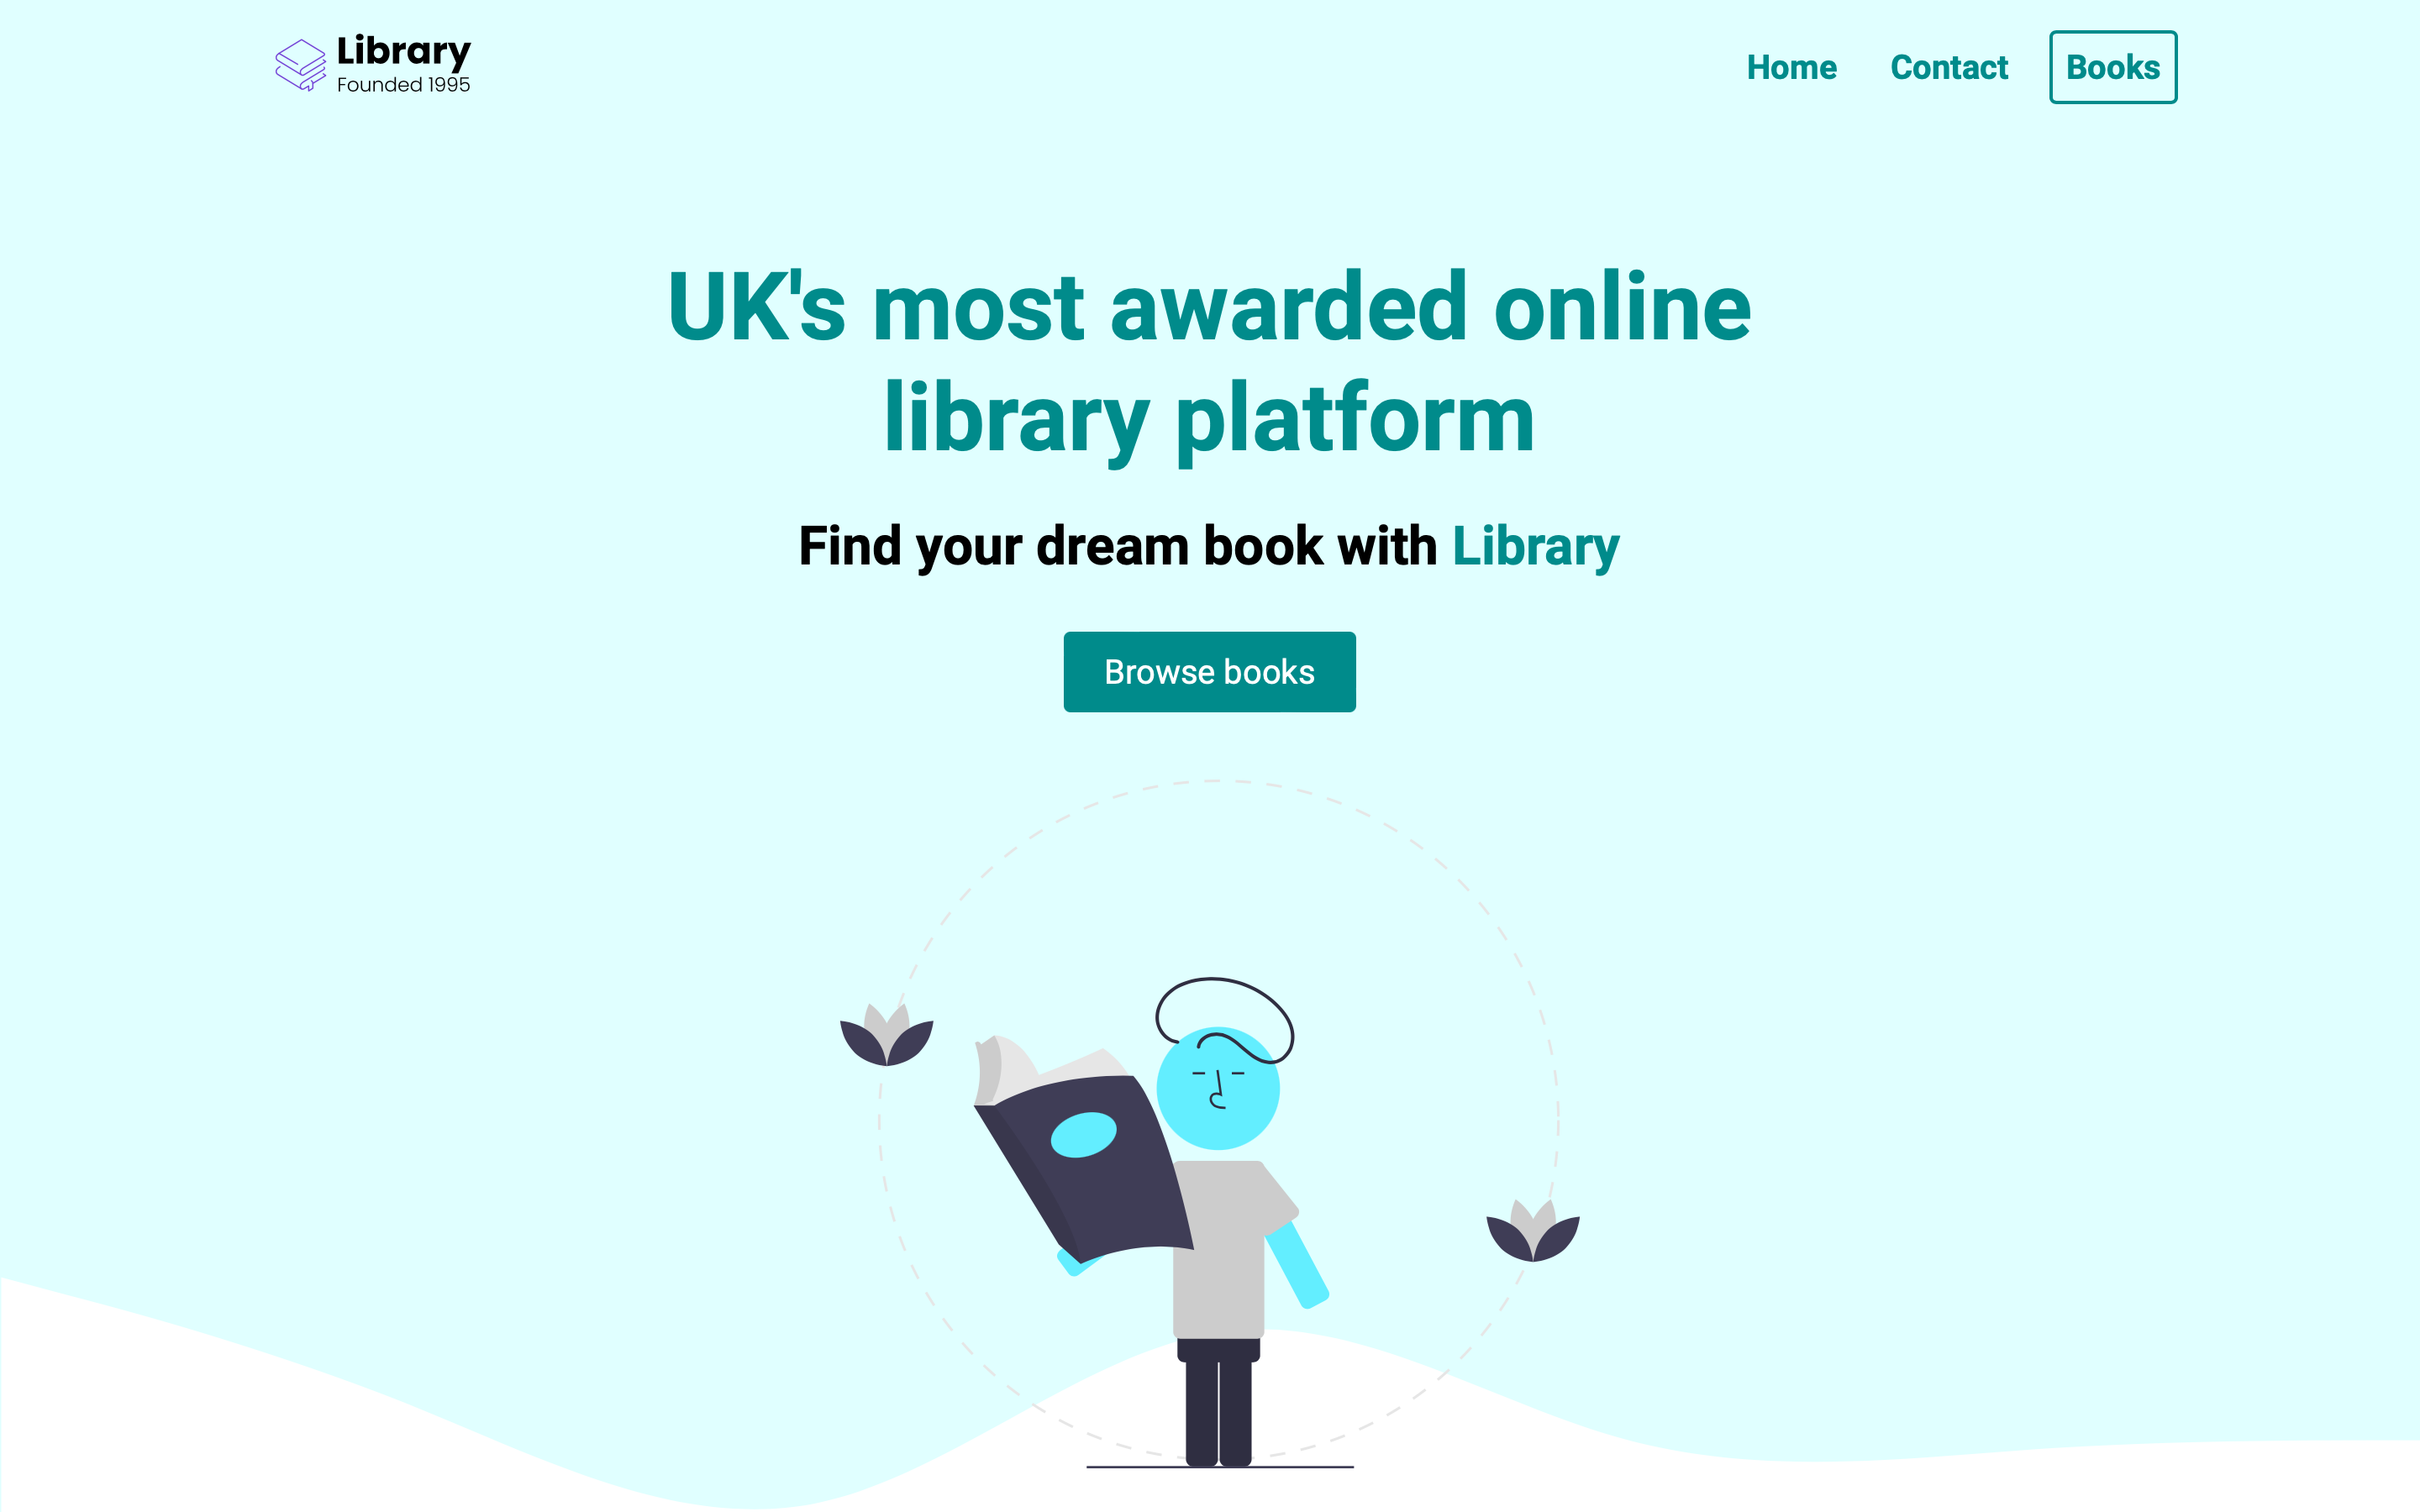 Library
Founded 1995
Home
Contact
Books
UK's most awarded online
library platform
Find your dream book with Library
Browse books